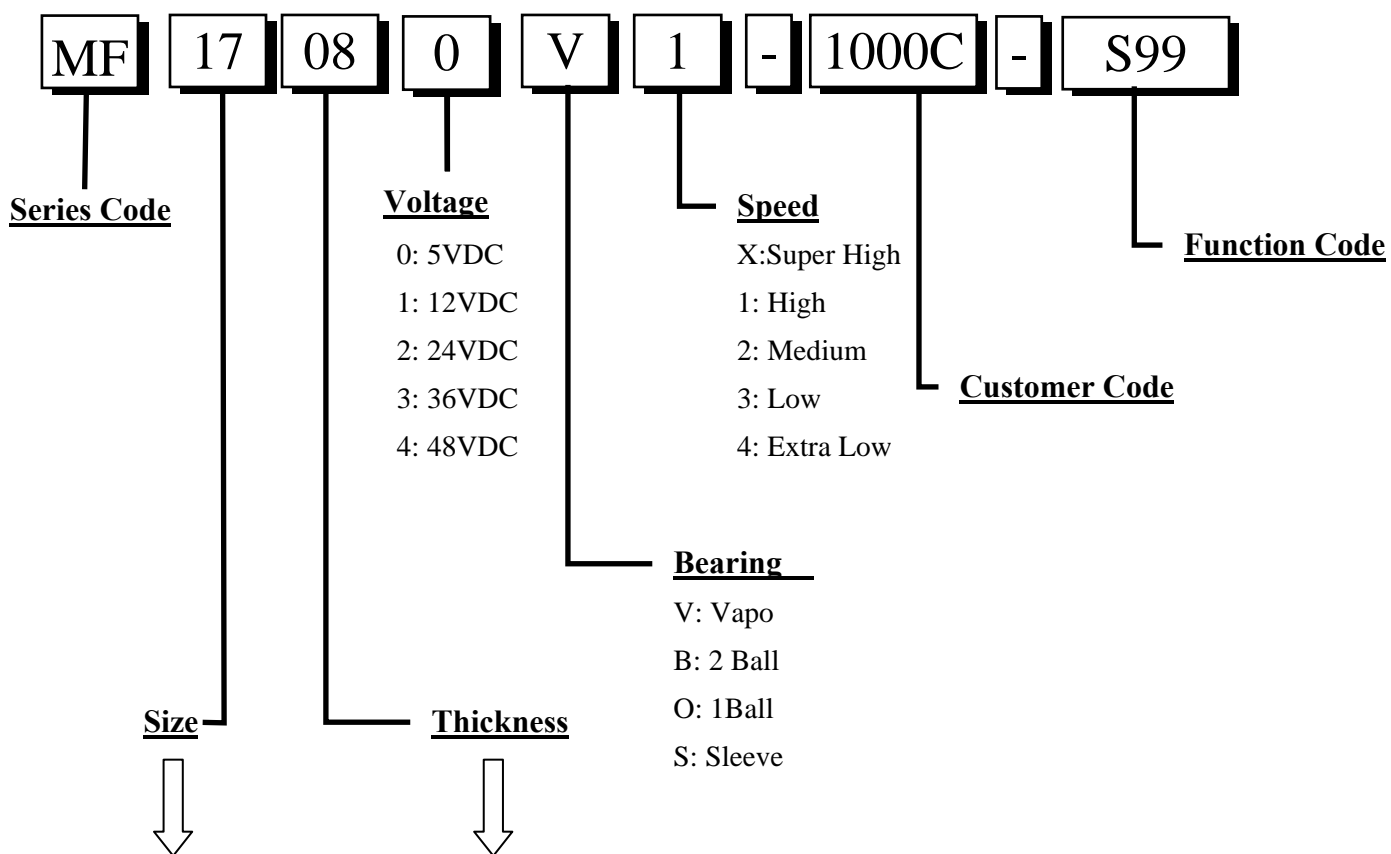 MF 17 08 0 V 1 - 1000C - S99
Series Code
Voltage
0: 5VDC
1: 12VDC
2: 24VDC
3: 36VDC
4: 48VDC
Speed
X:Super High
1: High
2: Medium
3: Low
4: Extra Low
Function Code
Customer Code
Bearing
V: Vapo
B: 2 Ball
O: 1Ball
S: Sleeve
Size
Thickness